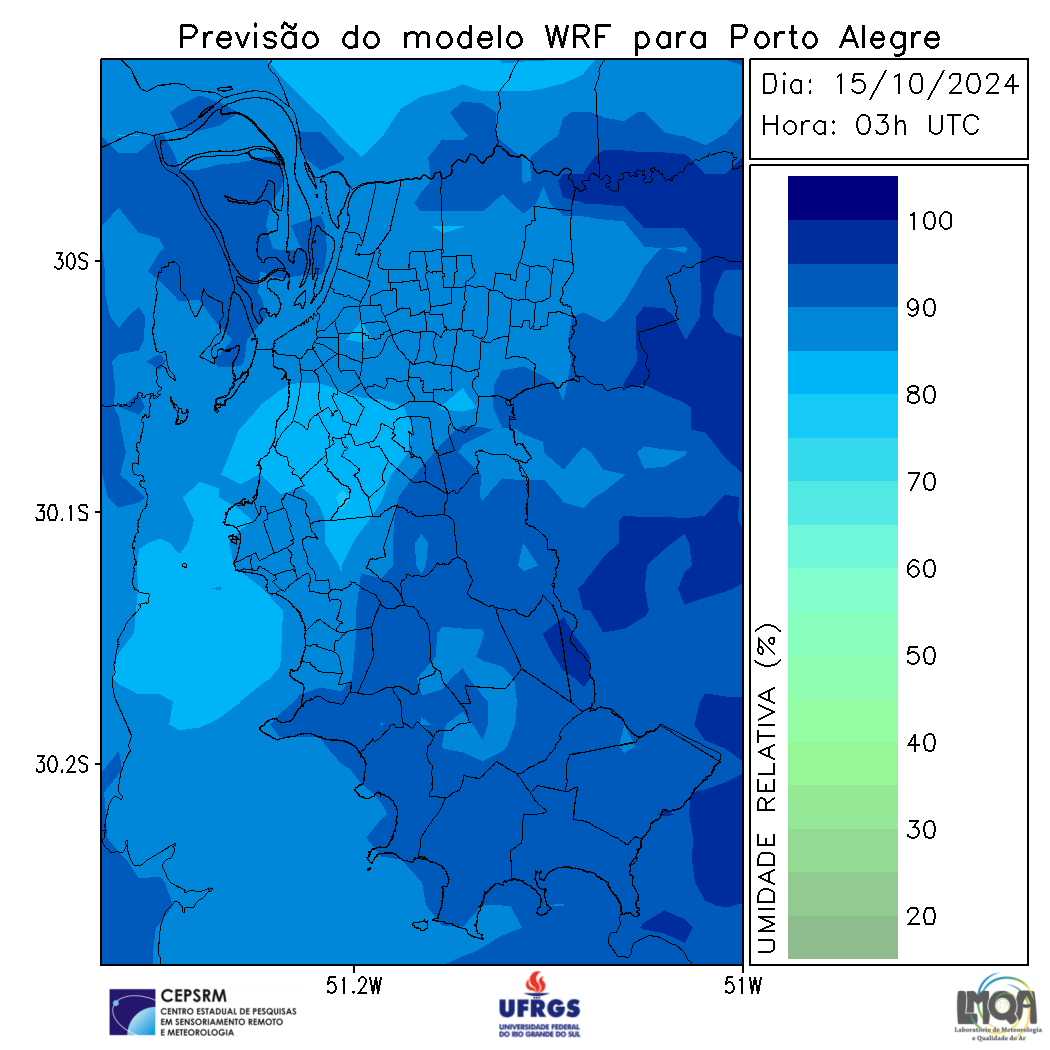 Previsão do modelo WRF para Porto Alegre
Dia: 15/10/2024
Hora: 03h UTC
30S
30.1S
30.2S
51.2W
51W
UMIDADE RELATIVA (%)
100
90
80
70
60
50
40
30
20
CEPSRM
CENTRO ESTADUAL DE PESQUISAS
EM SENSORIAMENTO REMOTO
E METEOROLOGIA
UFRGS
UNIVERSIDADE FEDERAL
DO RIO GRANDE DO SUL
LMQA
Laboratório de Meteorologia
e Qualidade do Ar